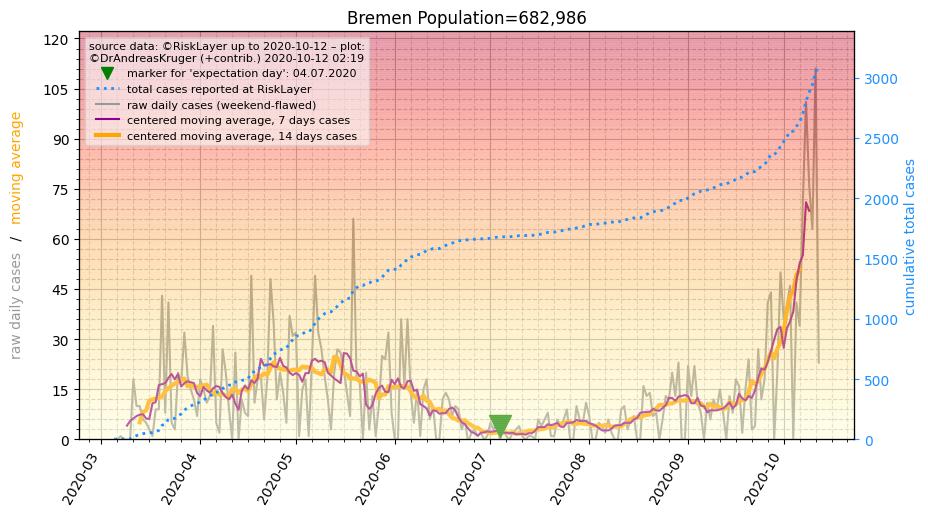 Bremen Population=682,986
source data: ©RiskLayer up to 2020-10-12 – plot:
©DrAndreasKruger (+contrib.) 2020-10-12 02:19
marker for 'expectation day': 04.07.2020
total cases reported at RiskLayer
raw daily cases (weekend-flawed)
centered moving average, 7 days cases
centered moving average, 14 days cases
raw daily cases / moving average
120
105
90
75
60
45
30
15
0
cumulative total cases
3000
2500
2000
1500
1000
500
0
2020-03
2020-04
2020-05
2020-06
2020-07
2020-08
2020-09
2020-10